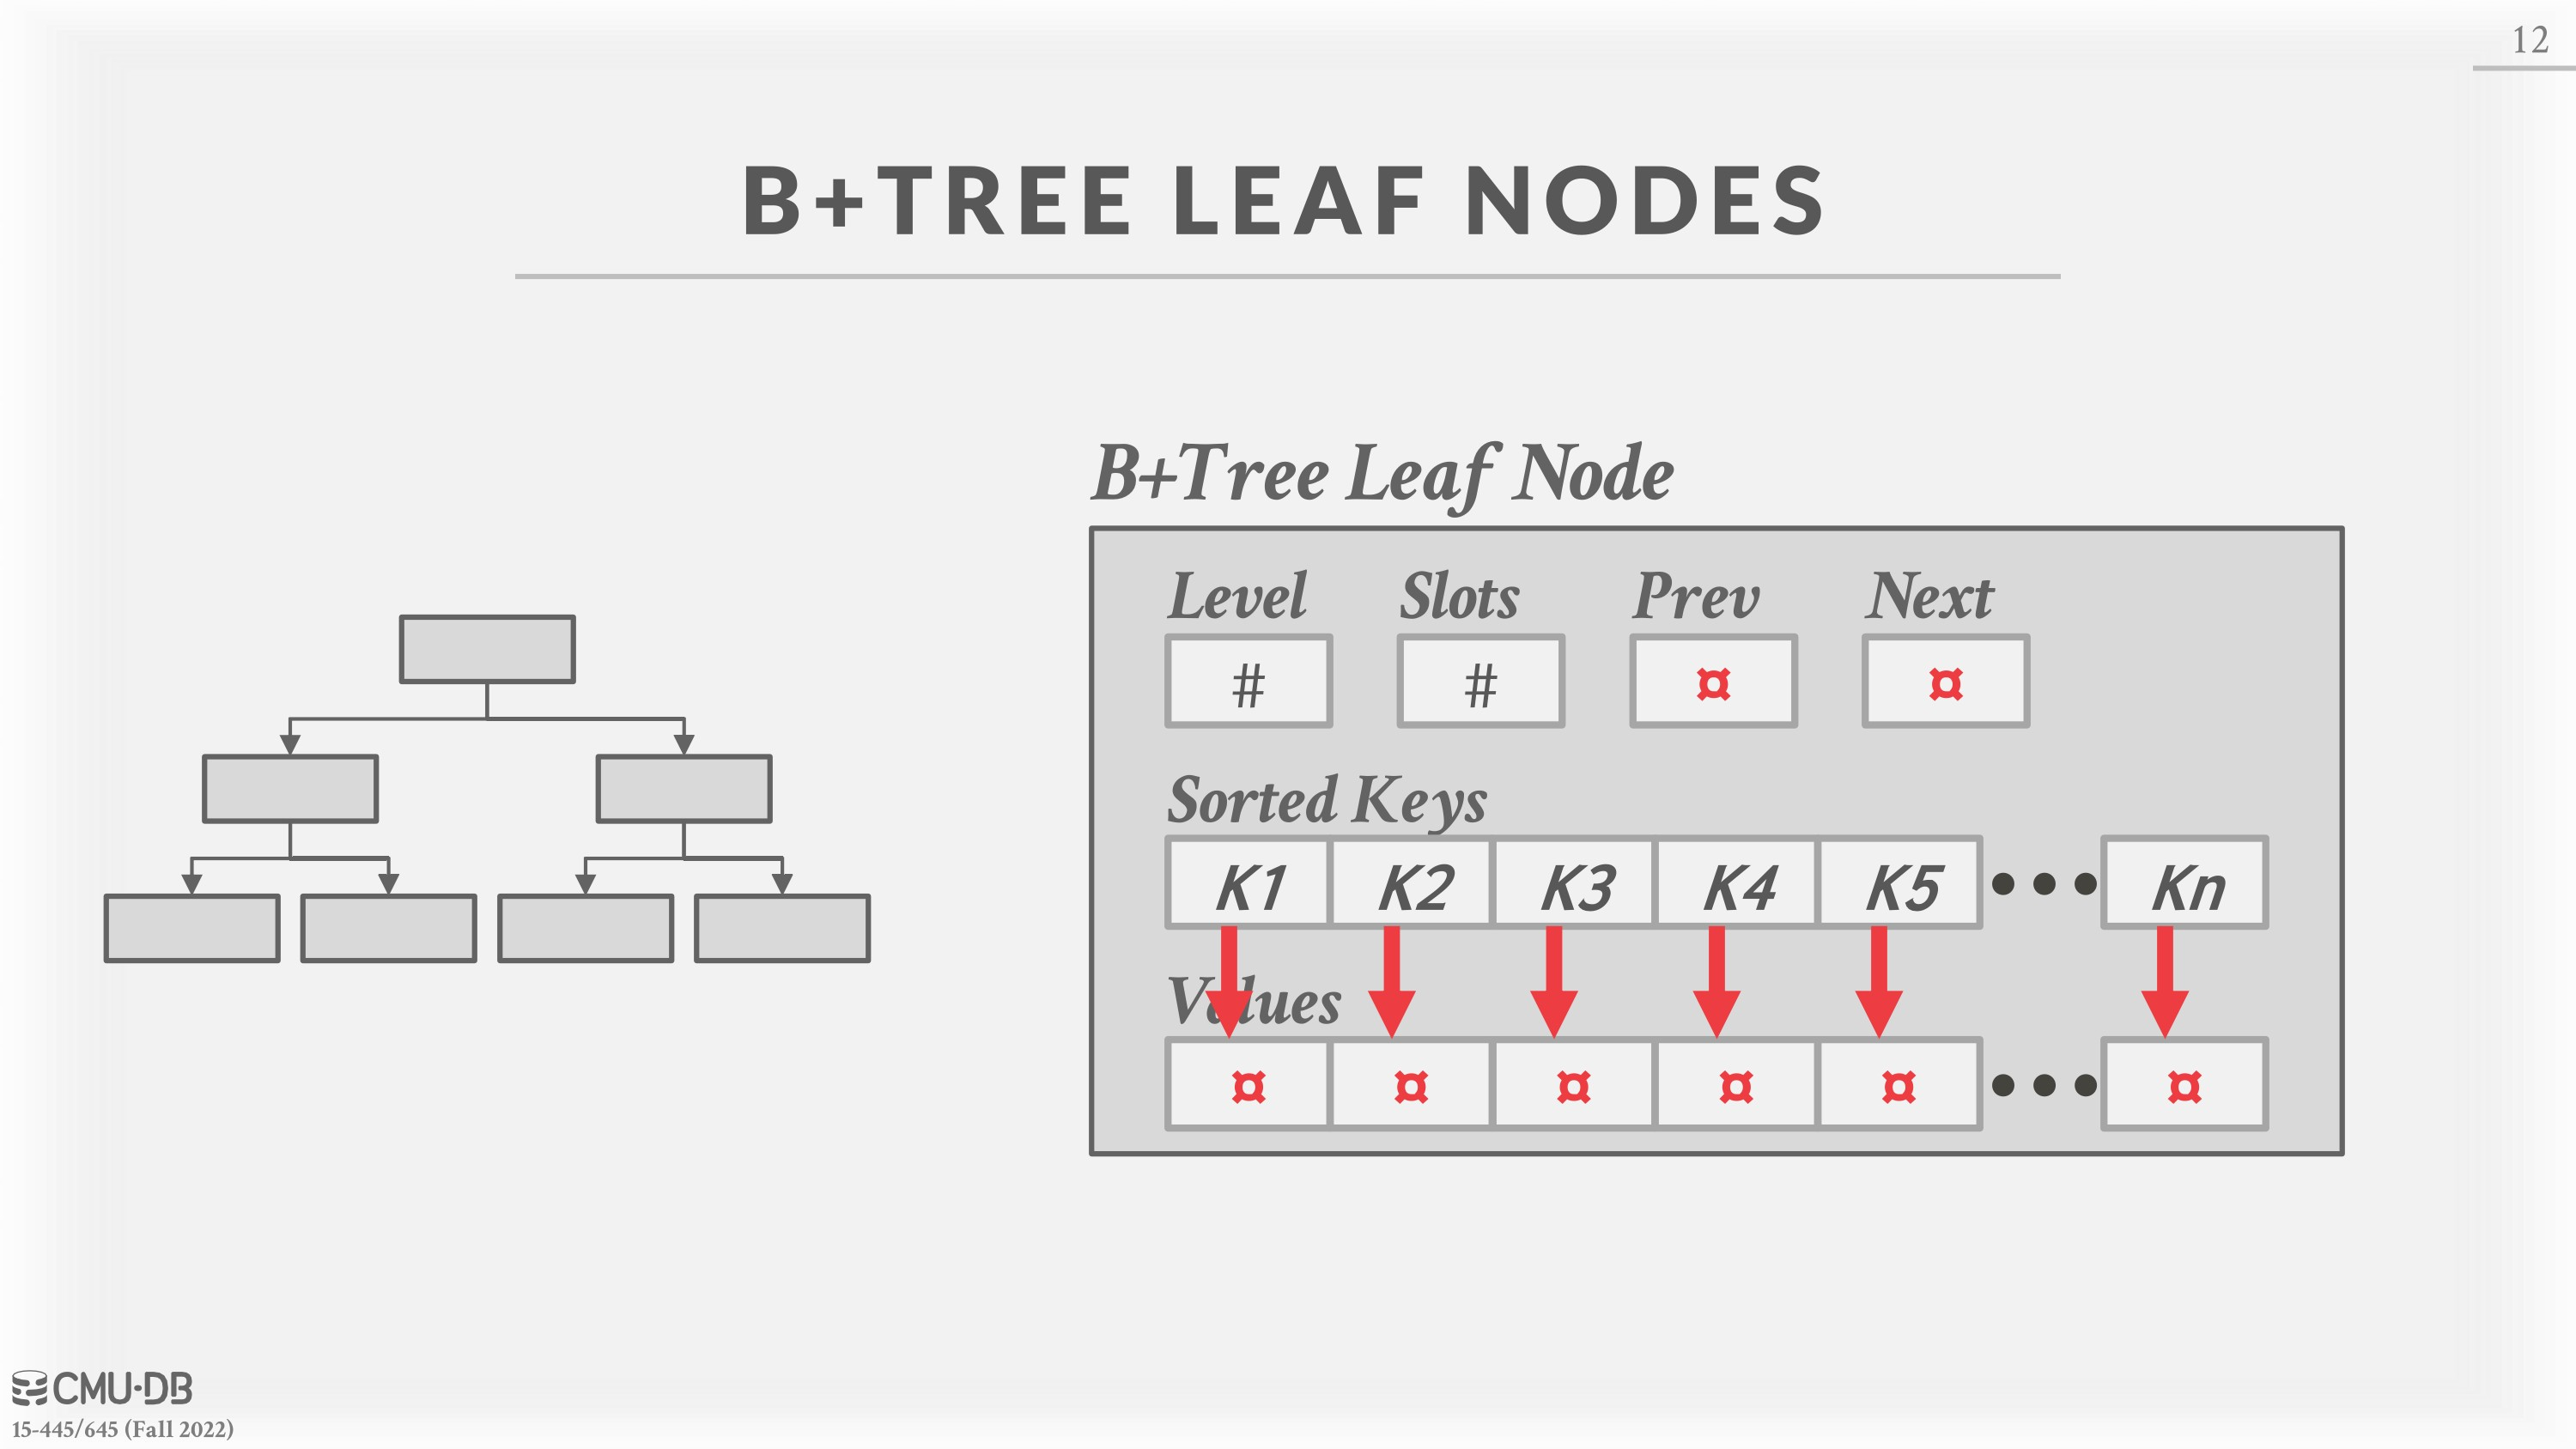 12
B+TREE LEAF NODES
B+Tree Leaf Node
Level Slots Prev Next
# # ¤ ¤
Sorted Keys
K1 K2 K3 K4 K5 ••• Kn
Values
¤ ¤ ¤ ¤ ¤ ••• ¤
CMU·DB
15-445/645 (Fall 2022)